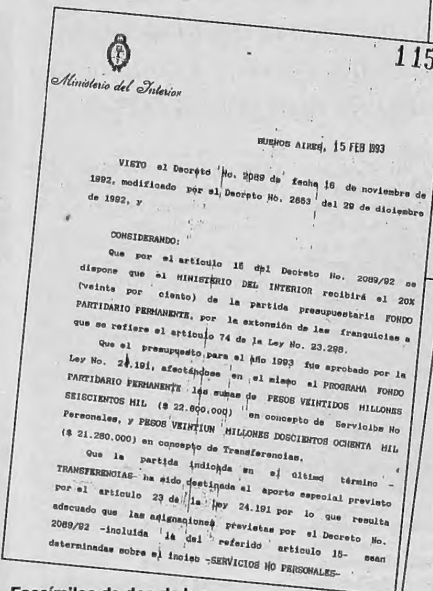 115
Ministerio del Interior
BUENOS AIRES, 15 FEB 1993
VISTO el Decreto No. 2089 de fecha 16 de noviembre de
1992, modificado por el Decreto No. 2553 del 29 de diciembre
de 1992, y
CONSIDERANDO:
Que por el artículo 15 del Decreto No. 2089/92 se
dispone que el MINISTERIO DEL INTERIOR recibirá el 20%
(veinte por ciento) de la partida presupuestaria FONDO
PARTIDARIO PERMANENTE, por la extensión de las franquicias a
que se refiere el artículo 74 de la Ley No. 23.298.
Que el presupuesto para el año 1993 fue aprobado por la
Ley No. 24.191, afectándose en el mismo al PROGRAMA FONDO
PARTIDARIO PERMANENTE las sumas de PESOS VEINTIDOS MILLONES
SEISCIENTOS MIL ($ 22.600.000) en concepto de Servicios No
Personales, y PESOS VEINTIUN MILLONES DOSCIENTOS OCHENTA MIL
($ 21.280.000) en concepto de Transferencias.
Que la partida indicada en el último término -
TRANSFERENCIAS- ha sido destinada al aporte especial previsto
por el artículo 23 de la ley 24.191 por lo que resulta
adecuado que las asignaciones previstas por el Decreto No.
2089/92 -incluida la del referido artículo 15- sean
determinadas sobre el inciso -SERVICIOS NO PERSONALES-